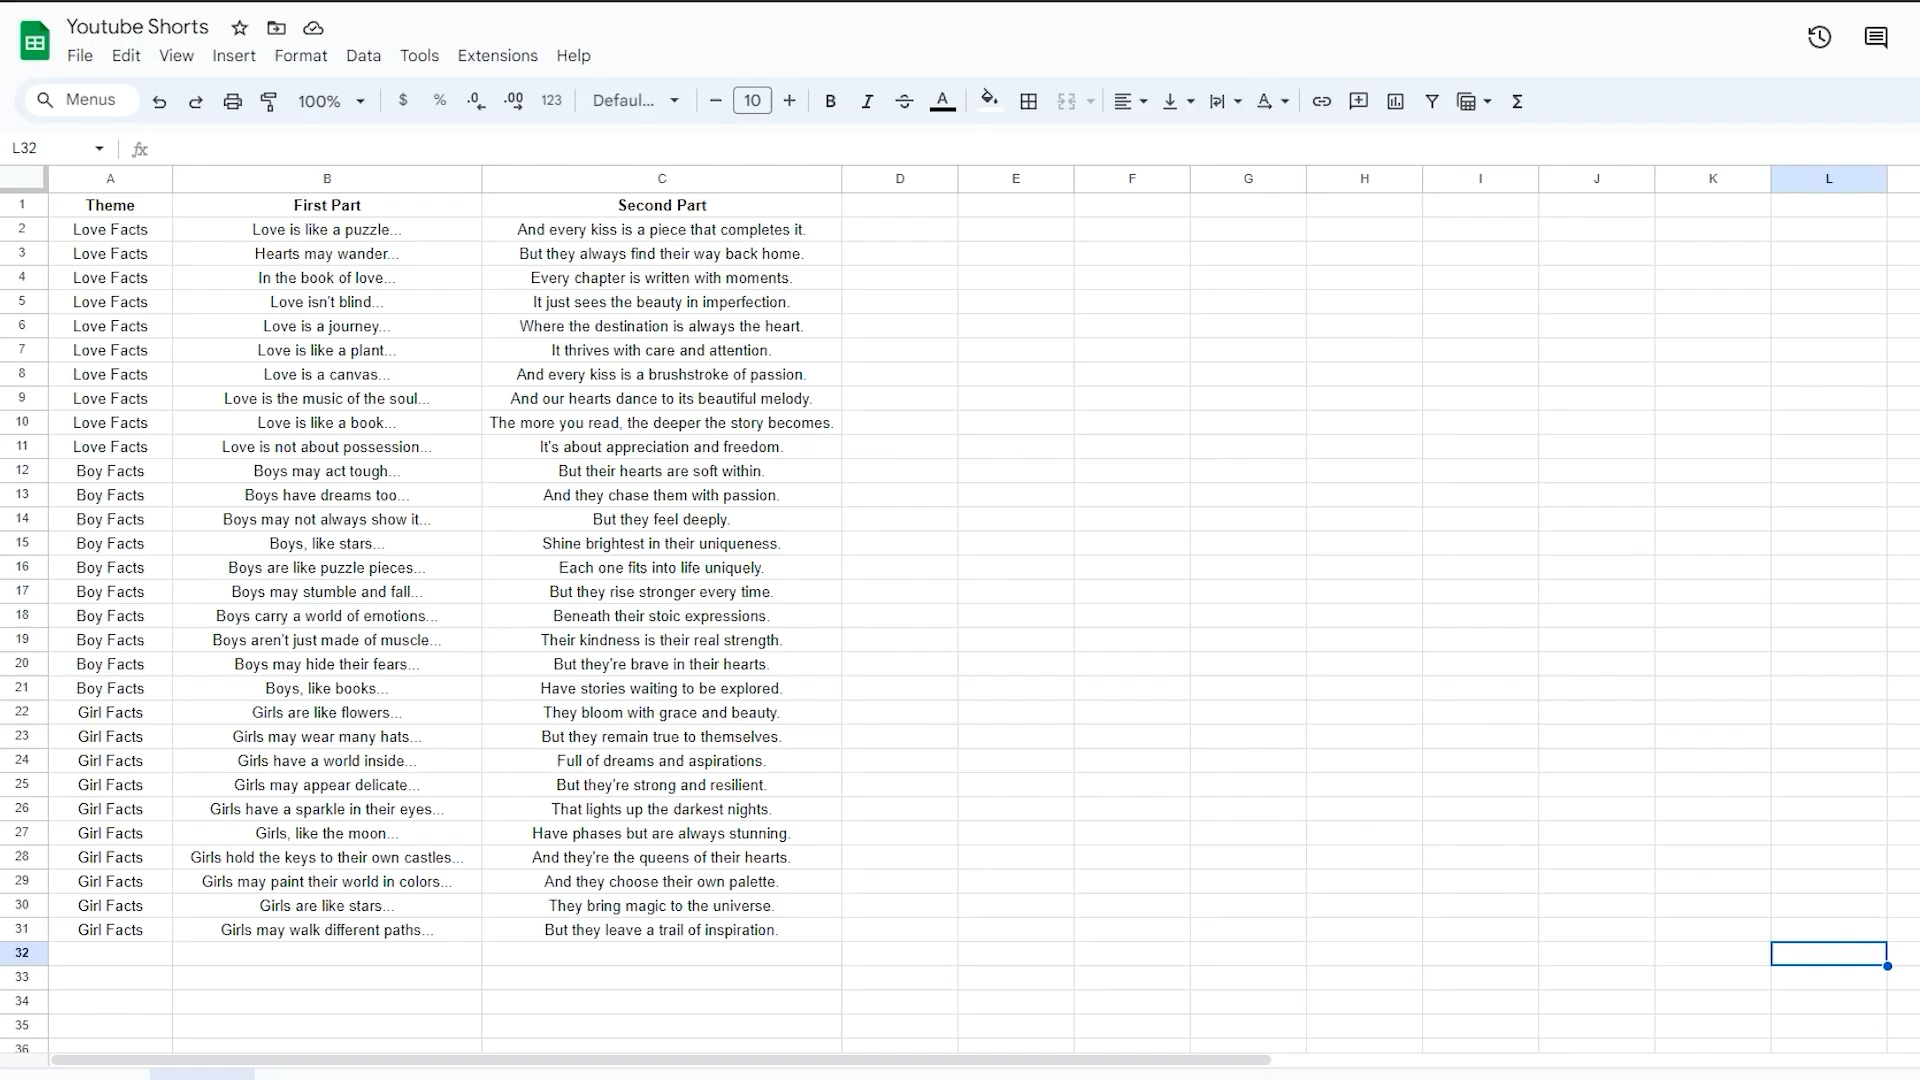 Youtube Shorts
File Edit View Insert Format Data Tools Extensions Help
Menus 100% $ % .0 .00 123 Defaul... − 10 + B I S A Σ
L32 fx
A B C D E F G H I J K L
1 Theme First Part Second Part
2 Love Facts Love is like a puzzle... And every kiss is a piece that completes it.
3 Love Facts Hearts may wander... But they always find their way back home.
4 Love Facts In the book of love... Every chapter is written with moments.
5 Love Facts Love isn't blind... It just sees the beauty in imperfection.
6 Love Facts Love is a journey... Where the destination is always the heart.
7 Love Facts Love is like a plant... It thrives with care and attention.
8 Love Facts Love is a canvas... And every kiss is a brushstroke of passion.
9 Love Facts Love is the music of the soul... And our hearts dance to its beautiful melody.
10 Love Facts Love is like a book... The more you read, the deeper the story becomes.
11 Love Facts Love is not about possession... It's about appreciation and freedom.
12 Boy Facts Boys may act tough... But their hearts are soft within.
13 Boy Facts Boys have dreams too... And they chase them with passion.
14 Boy Facts Boys may not always show it... But they feel deeply.
15 Boy Facts Boys, like stars... Shine brightest in their uniqueness.
16 Boy Facts Boys are like puzzle pieces... Each one fits into life uniquely.
17 Boy Facts Boys may stumble and fall... But they rise stronger every time.
18 Boy Facts Boys carry a world of emotions... Beneath their stoic expressions.
19 Boy Facts Boys aren't just made of muscle... Their kindness is their real strength.
20 Boy Facts Boys may hide their fears... But they're brave in their hearts.
21 Boy Facts Boys, like books... Have stories waiting to be explored.
22 Girl Facts Girls are like flowers... They bloom with grace and beauty.
23 Girl Facts Girls may wear many hats... But they remain true to themselves.
24 Girl Facts Girls have a world inside... Full of dreams and aspirations.
25 Girl Facts Girls may appear delicate... But they're strong and resilient.
26 Girl Facts Girls have a sparkle in their eyes... That lights up the darkest nights.
27 Girl Facts Girls, like the moon... Have phases but are always stunning.
28 Girl Facts Girls hold the keys to their own castles... And they're the queens of their hearts.
29 Girl Facts Girls may paint their world in colors... And they choose their own palette.
30 Girl Facts Girls are like stars... They bring magic to the universe.
31 Girl Facts Girls may walk different paths... But they leave a trail of inspiration.
32
33
34
35
36